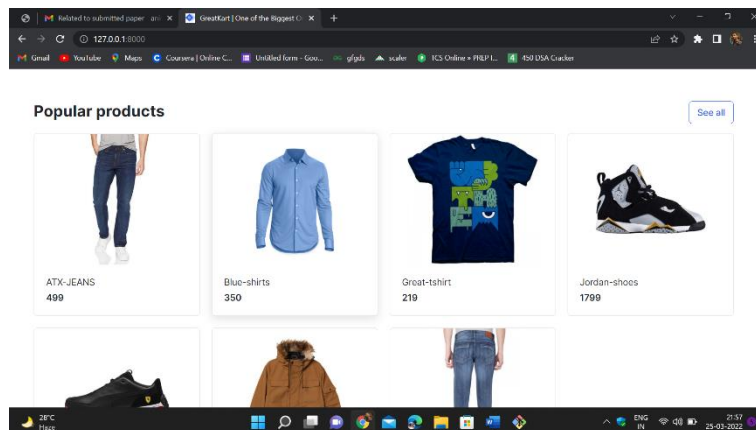 Related to submitted paper
GreatKart | One of the Biggest
127.0.0.1:8000
Gmail YouTube Maps Coursera | Online C... Untitled form - Goo... gfgds scaler TCS Online » PREP I... 450 DSA Cracker
Popular products
See all
ATX-JEANS
499
Blue-shirts
350
Great-tshirt
219
Jordan-shoes
1799
28°C
Haze
ENG
IN
21:57
25-03-2022